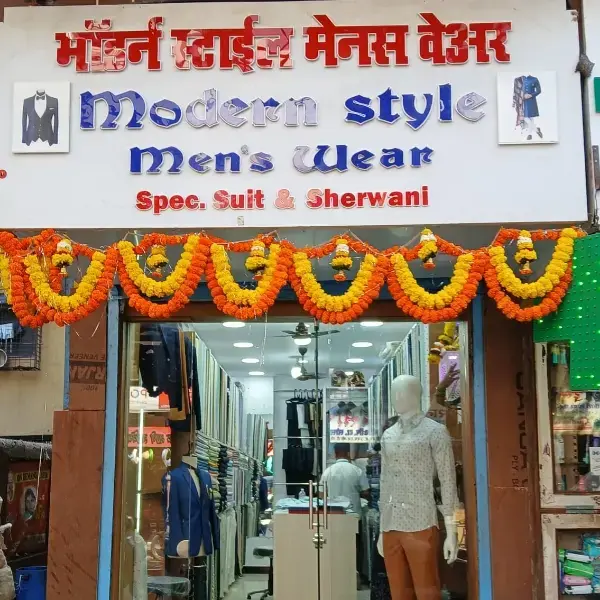 मॉडर्न स्टाईल मेनस वेअर
Modern style
Men's Wear
Spec. Suit & Sherwani